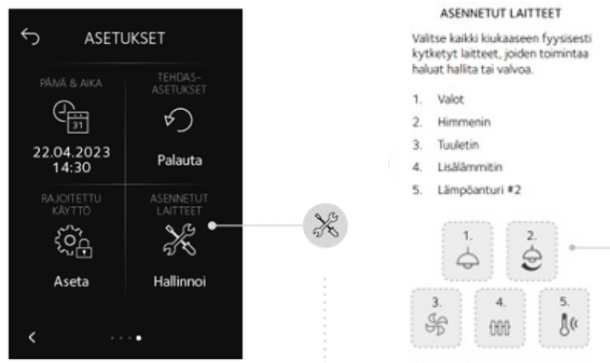 ASETUKSET
PÄIVÄ & AIKA
31
22.04.2023
14:30
TEHDAS-
ASETUKSET
Palauta
RAJOITETTU
KÄYTTÖ
Aseta
ASENNETUT
LAITTEET
Hallinnoi
ASENNETUT LAITTEET
Valitse kaikki kiukaaseen fyysisesti
kytketyt laitteet, joiden toimintaa
haluat hallita tai valvoa.
1. Valot
2. Himmenin
3. Tuuletin
4. Lisälämmitin
5. Lämpöanturi #2
1.
2.
3.
4.
5.